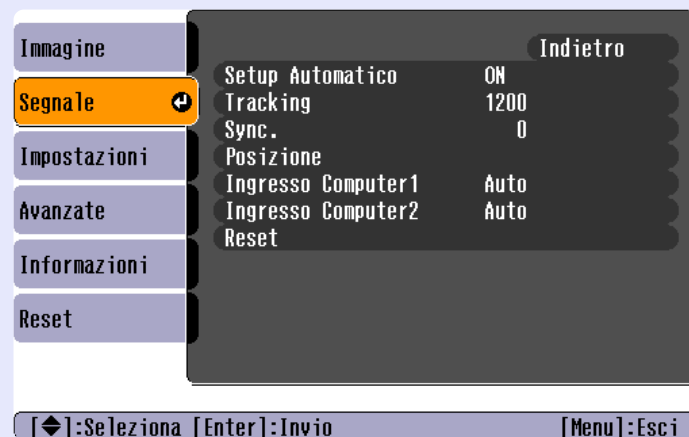 Immagine
Segnale
Impostazioni
Avanzate
Informazioni
Reset
Indietro
Setup Automatico ON
Tracking 1200
Sync. 0
Posizione
Ingresso Computer1 Auto
Ingresso Computer2 Auto
Reset
[◆]:Seleziona [Enter]:Invio [Menu]:Esci